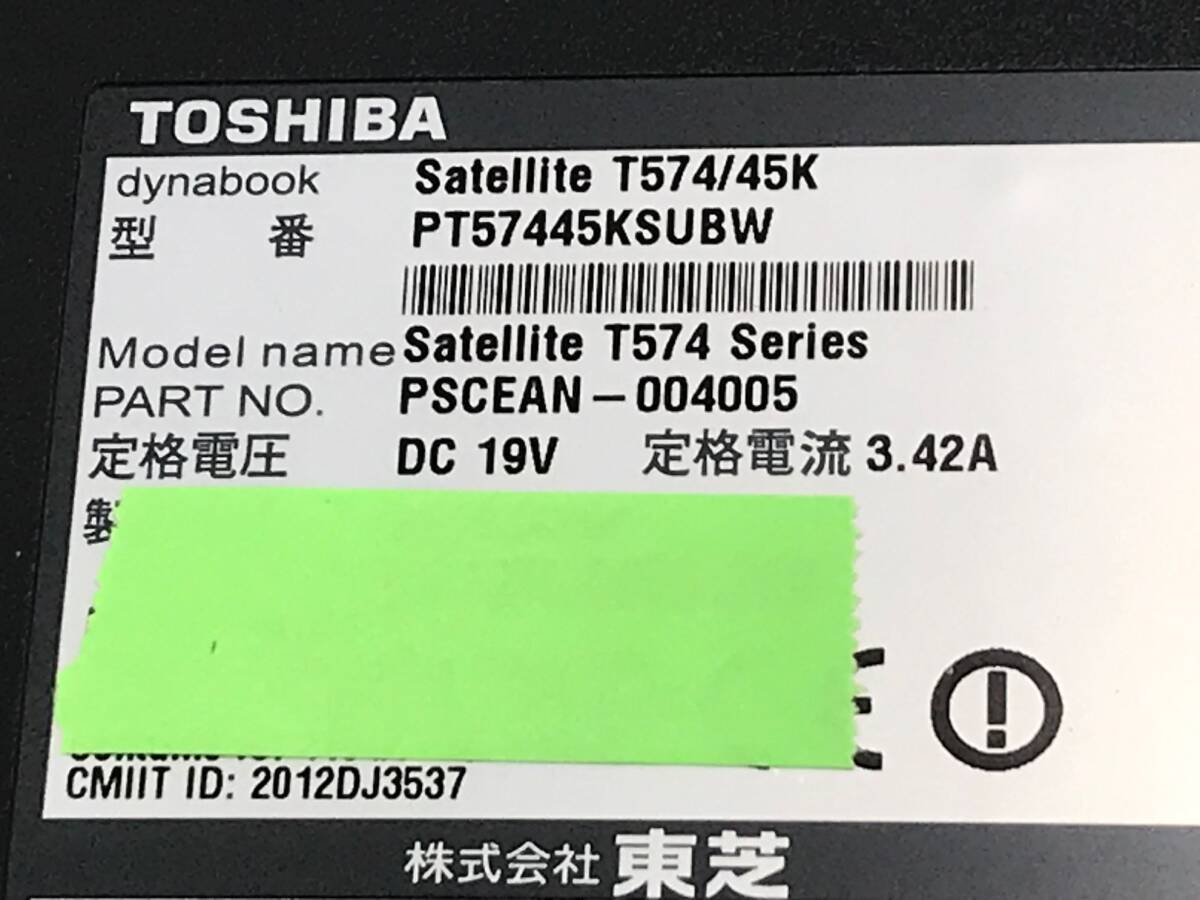 TOSHIBA
dynabook Satellite T574/45K
型 番 PT57445KSUBW
Model name Satellite T574 Series
PART NO. PSCEAN-004005
定格電圧 DC 19V 定格電流 3.42A
製
CMIIT ID: 2012DJ3537
株式会社 東芝